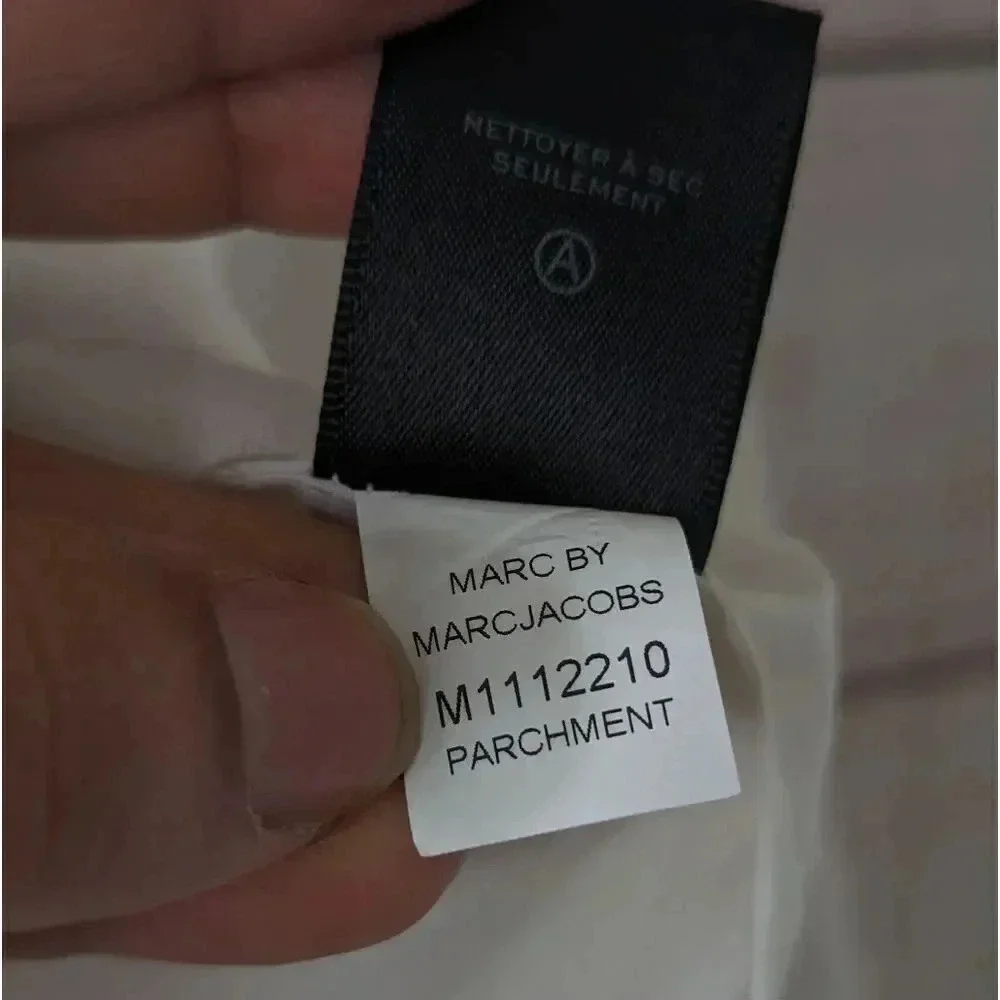 NETTOYER À SEC
SEULEMENT
A
MARC BY
MARCJACOBS
M1112210
PARCHMENT